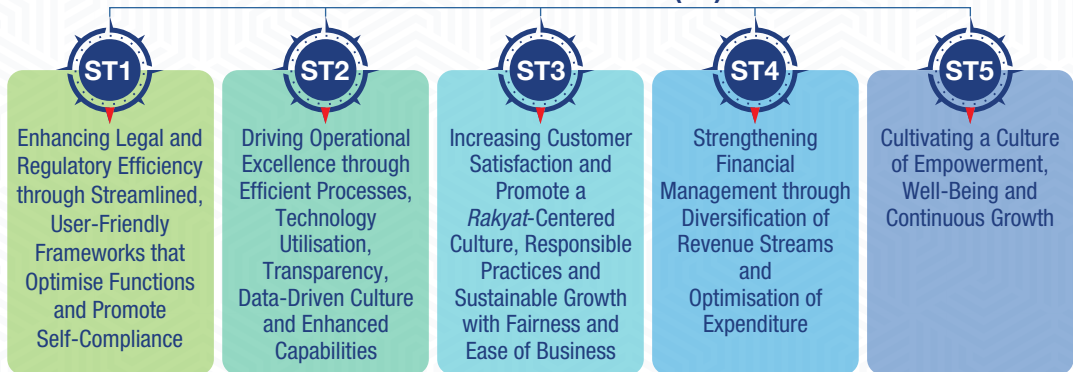 ST1
Enhancing Legal and
Regulatory Efficiency
through Streamlined,
User-Friendly
Frameworks that
Optimise Functions
and Promote
Self-Compliance
ST2
Driving Operational
Excellence through
Efficient Processes,
Technology
Utilisation,
Transparency,
Data-Driven Culture
and Enhanced
Capabilities
ST3
Increasing Customer
Satisfaction and
Promote a
Rakyat-Centered
Culture, Responsible
Practices and
Sustainable Growth
with Fairness and
Ease of Business
ST4
Strengthening
Financial
Management through
Diversification of
Revenue Streams
and
Optimisation of
Expenditure
ST5
Cultivating a Culture
of Empowerment,
Well-Being and
Continuous Growth